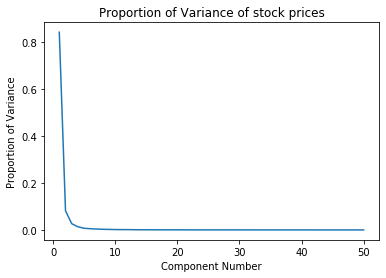 Proportion of Variance of stock prices
0.8
0.6
0.4
0.2
0.0
Proportion of Variance
0 10 20 30 40 50
Component Number